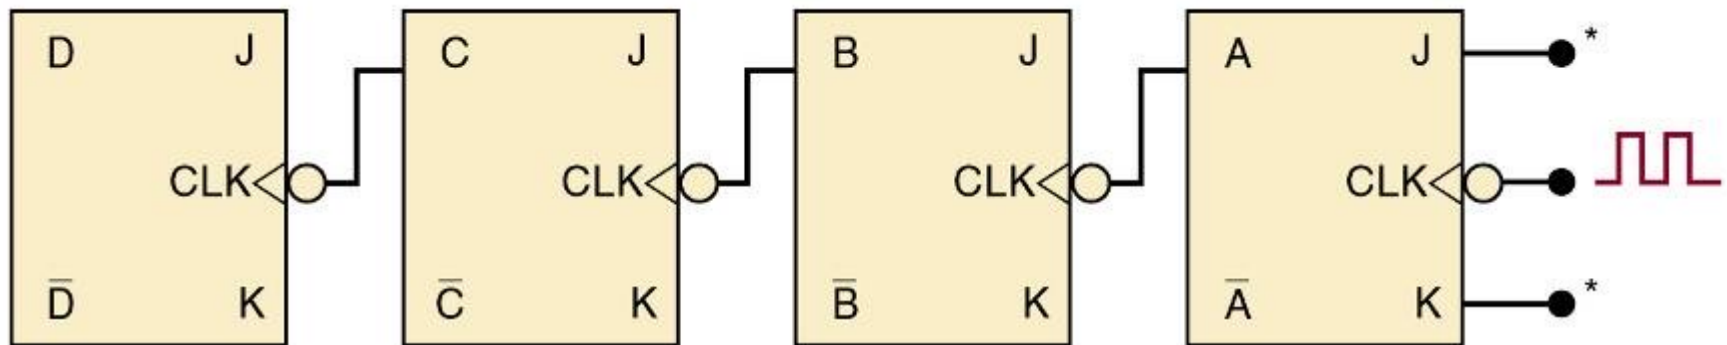 D J C J B J A J *
CLK CLK CLK CLK
D̅ K C̅ K B̅ K A̅ K *